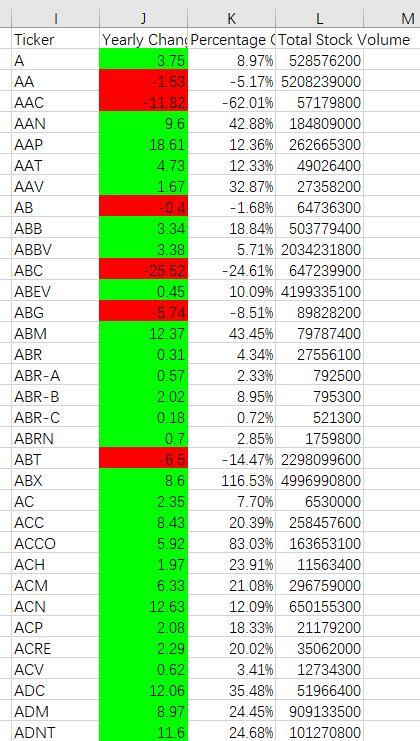 I J K L M
Ticker Yearly Chang Percentage C Total Stock Volume
A 3.75 8.97% 528576200
AA -1.53 -5.17% 5208239000
AAC -11.82 -62.01% 57179800
AAN 9.6 42.88% 184809000
AAP 18.61 12.36% 262665300
AAT 4.73 12.33% 49026400
AAV 1.67 32.87% 27358200
AB -0.4 -1.68% 64736300
ABB 3.34 18.84% 503779400
ABBV 3.38 5.71% 2034231800
ABC -25.52 -24.61% 647239900
ABEV 0.45 10.09% 4199335100
ABG -5.74 -8.51% 89828200
ABM 12.37 43.45% 79787400
ABR 0.31 4.34% 27556100
ABR-A 0.57 2.33% 792500
ABR-B 2.02 8.95% 795300
ABR-C 0.18 0.72% 521300
ABRN 0.7 2.85% 1759800
ABT -6.5 -14.47% 2298099600
ABX 8.6 116.53% 4996990800
AC 2.35 7.70% 6530000
ACC 8.43 20.39% 258457600
ACCO 5.92 83.03% 163653100
ACH 1.97 23.91% 11563400
ACM 6.33 21.08% 296759000
ACN 12.63 12.09% 650155300
ACP 2.08 18.33% 21179200
ACRE 2.29 20.02% 35062000
ACV 0.62 3.41% 12734300
ADC 12.06 35.48% 51966400
ADM 8.97 24.45% 909133500
ADNT 11.6 24.68% 101270800